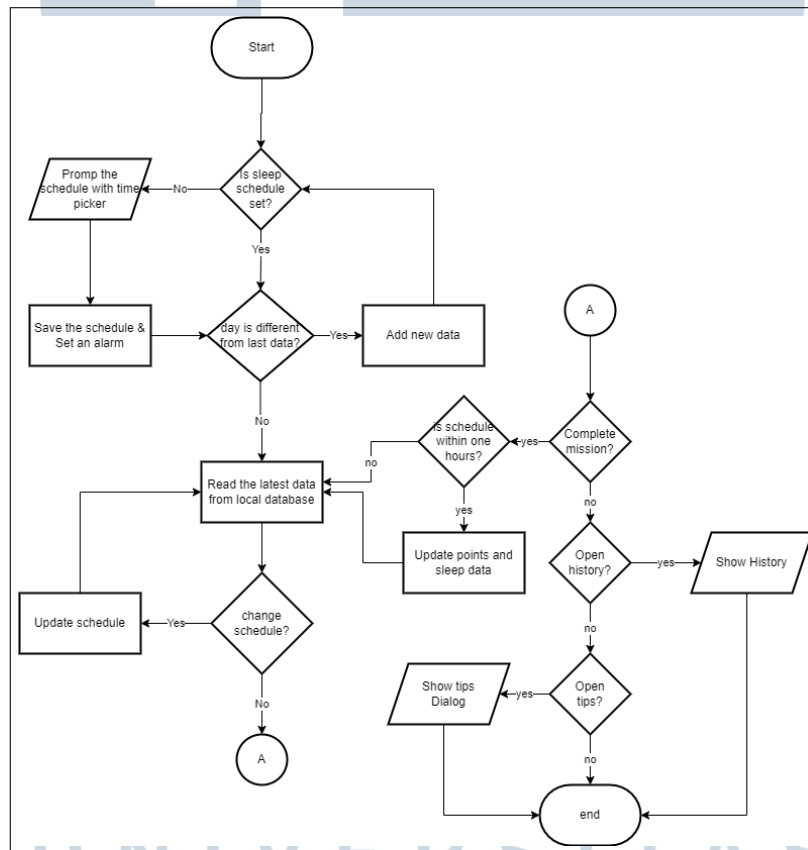 Start
Is sleep
schedule
set?
No
Promp the
schedule with time
picker
Yes
Save the schedule &
Set an alarm
day is different
from last data?
Yes
Add new data
A
No
Is schedule
within one
hours?
yes
Complete
mission?
no
Read the latest data
from local database
yes
no
Update points and
sleep data
Open
history?
yes
Show History
Update schedule
Yes
change
schedule?
no
No
Show tips
Dialog
yes
Open
tips?
A
no
end